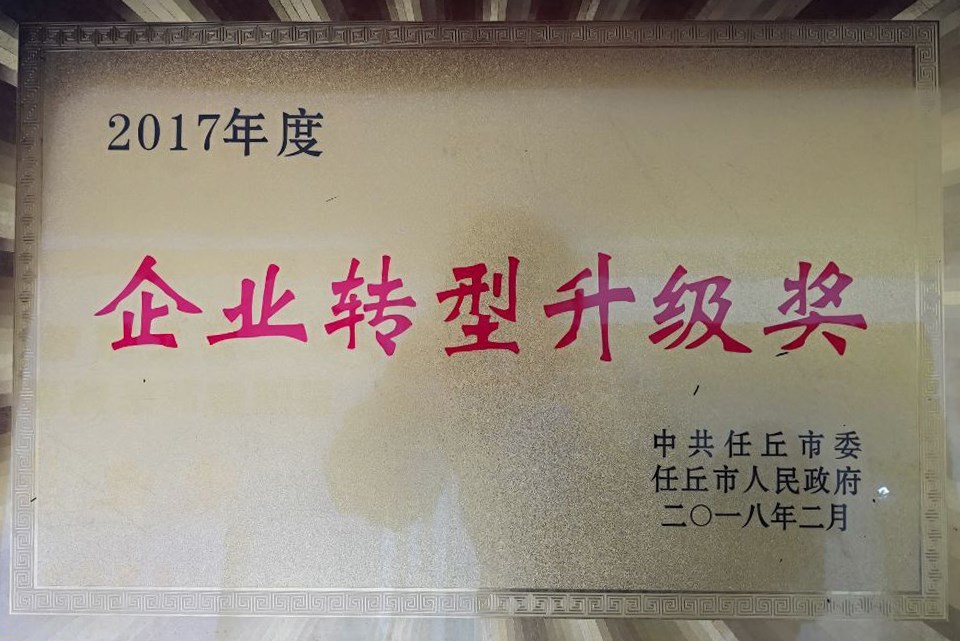 2017年度
企业转型升级奖
中共任丘市委
任丘市人民政府
二〇一八年二月